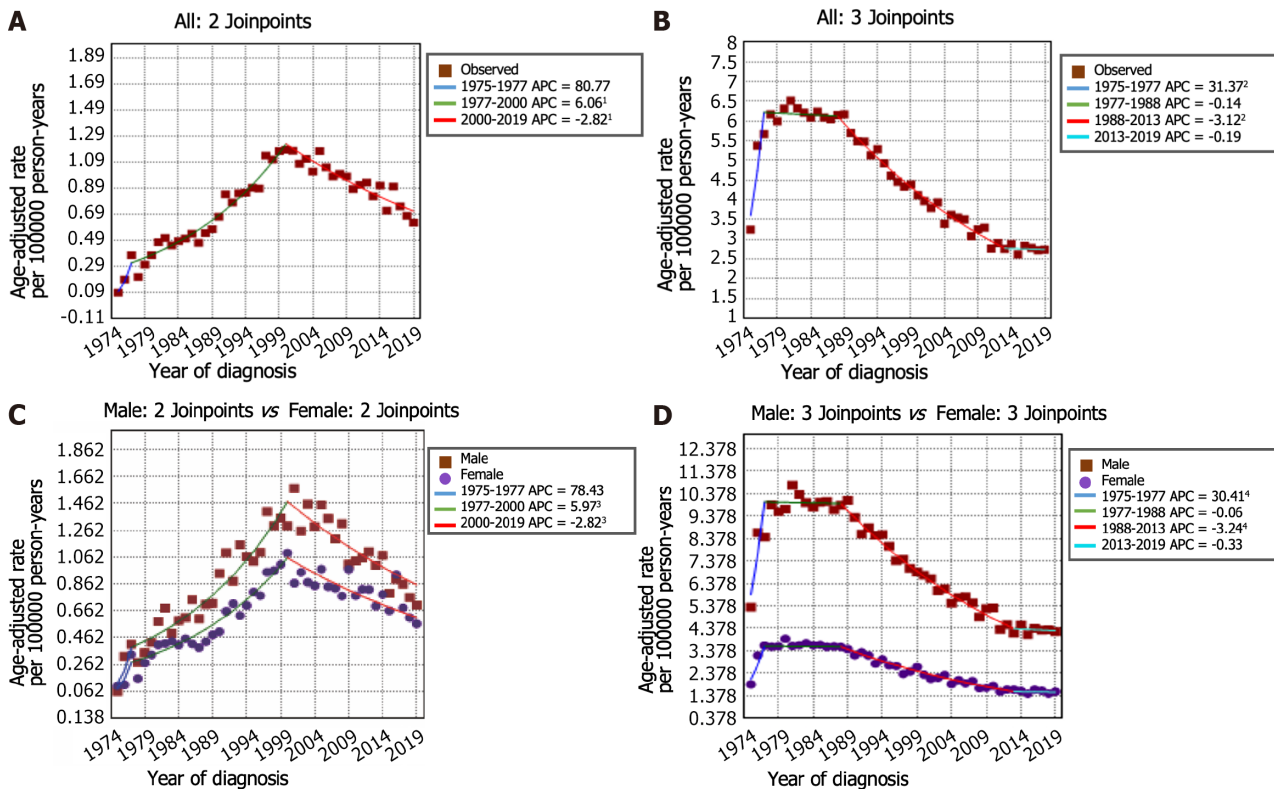 A
All: 2 Joinpoints
Age-adjusted rate
per 100000 person-years
1.89
1.69
1.49
1.29
1.09
0.89
0.69
0.49
0.29
0.09
-0.11
1974
1979
1984
1989
1994
1999
2004
2009
2014
2019
Year of diagnosis
Observed
1975-1977 APC = 80.77
1977-2000 APC = 6.06¹
2000-2019 APC = -2.82¹
B
All: 3 Joinpoints
Age-adjusted rate
per 100000 person-years
8
7.5
7
6.5
6
5.5
5
4.5
4
3.5
3
2.5
2
1.5
1
1974
1979
1984
1989
1994
1999
2004
2009
2014
2019
Year of diagnosis
Observed
1975-1977 APC = 31.37²
1977-1988 APC = -0.14
1988-2013 APC = -3.12²
2013-2019 APC = -0.19
C
Male: 2 Joinpoints vs Female: 2 Joinpoints
Age-adjusted rate
per 100000 person-years
1.862
1.662
1.462
1.262
1.062
0.862
0.662
0.462
0.262
0.062
0.138
1974
1979
1984
1989
1994
1999
2004
2009
2014
2019
Year of diagnosis
Male
Female
1975-1977 APC = 78.43
1977-2000 APC = 5.97³
2000-2019 APC = -2.82³
D
Male: 3 Joinpoints vs Female: 3 Joinpoints
Age-adjusted rate
per 100000 person-years
12.378
11.378
10.378
9.378
8.378
7.378
6.378
5.378
4.378
3.378
2.378
1.378
0.378
1974
1979
1984
1989
1994
1999
2004
2009
2014
2019
Year of diagnosis
Male
Female
1975-1977 APC = 30.41⁴
1977-1988 APC = -0.06
1988-2013 APC = -3.24⁴
2013-2019 APC = -0.33